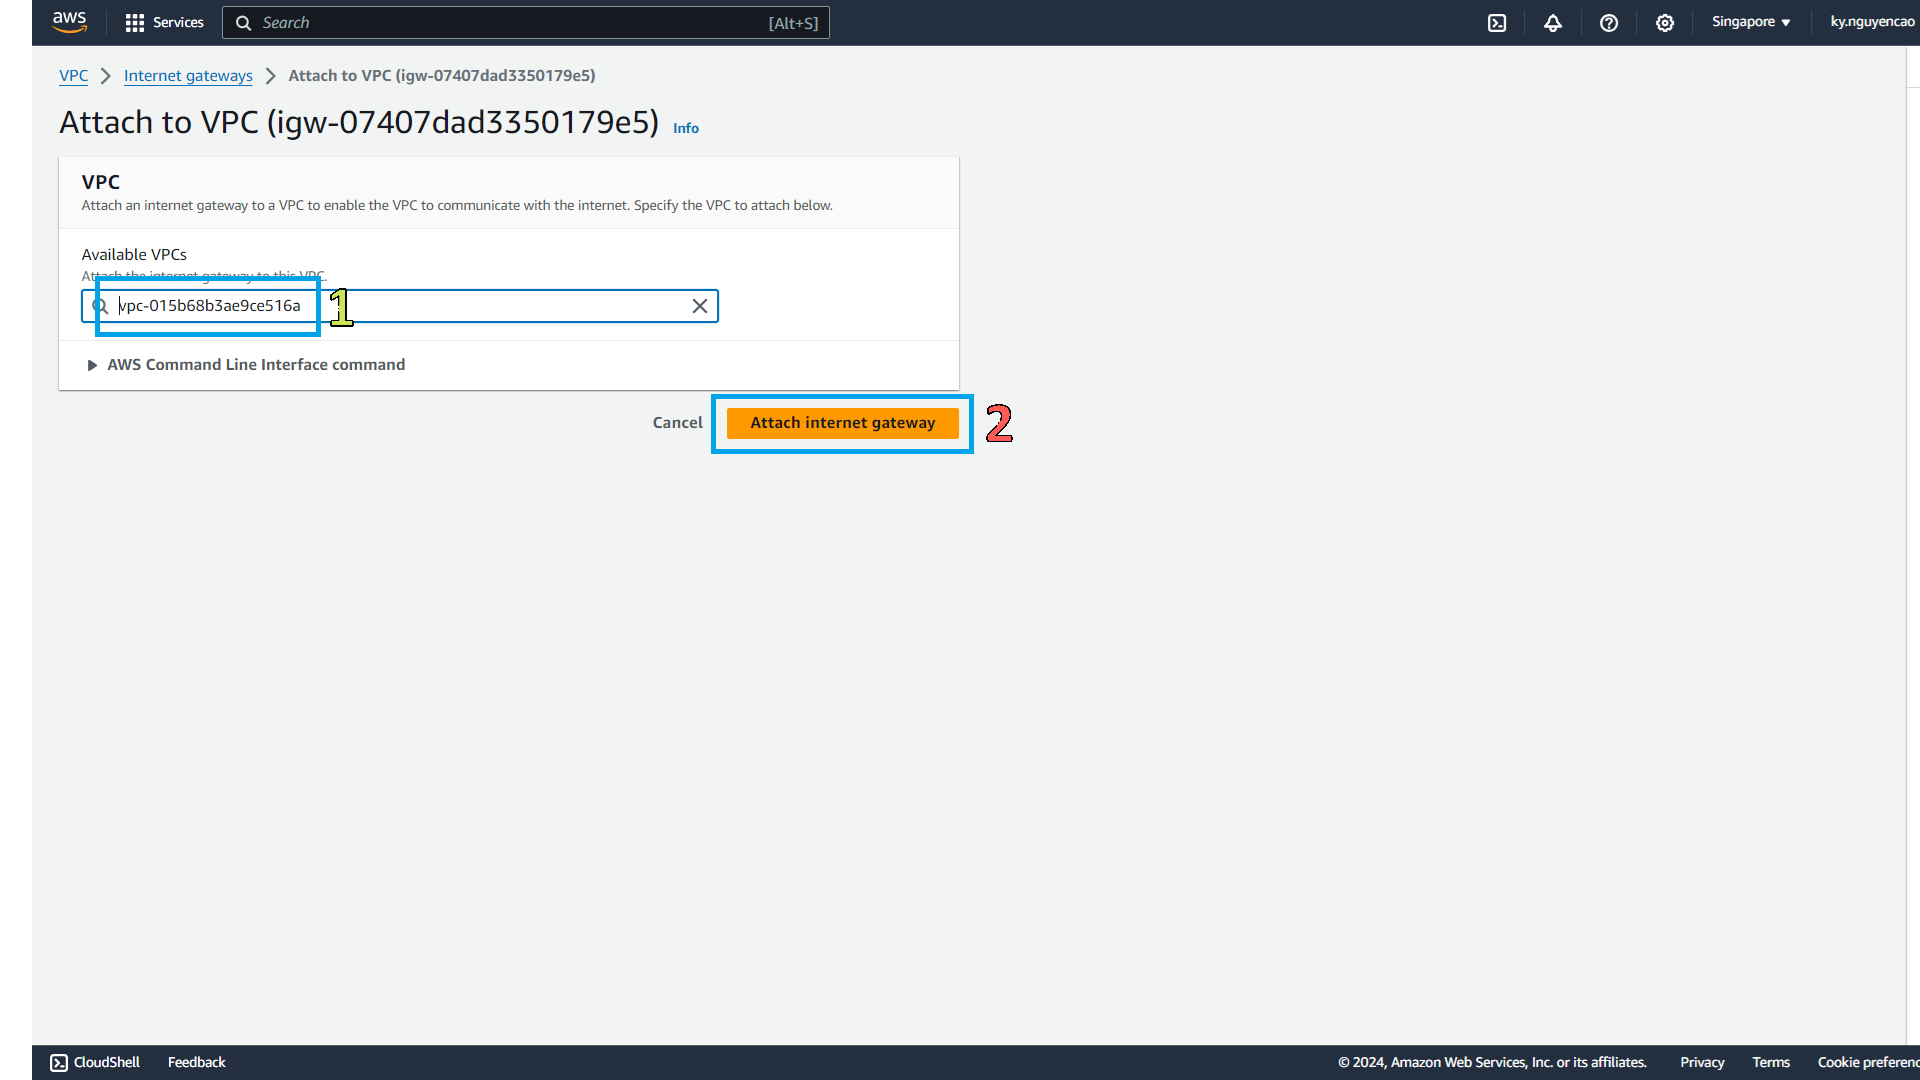 aws
Services
Search
[Alt+S]
Singapore
ky.nguyencao
VPC
Internet gateways
Attach to VPC (igw-07407dad3350179e5)
Attach to VPC (igw-07407dad3350179e5)
Info
VPC
Attach an internet gateway to a VPC to enable the VPC to communicate with the internet. Specify the VPC to attach below.
Available VPCs
Attach the internet gateway to this VPC.
vpc-015b68b3ae9ce516a
1
AWS Command Line Interface command
Cancel
Attach internet gateway
2
CloudShell
Feedback
© 2024, Amazon Web Services, Inc. or its affiliates.
Privacy
Terms
Cookie preferenc